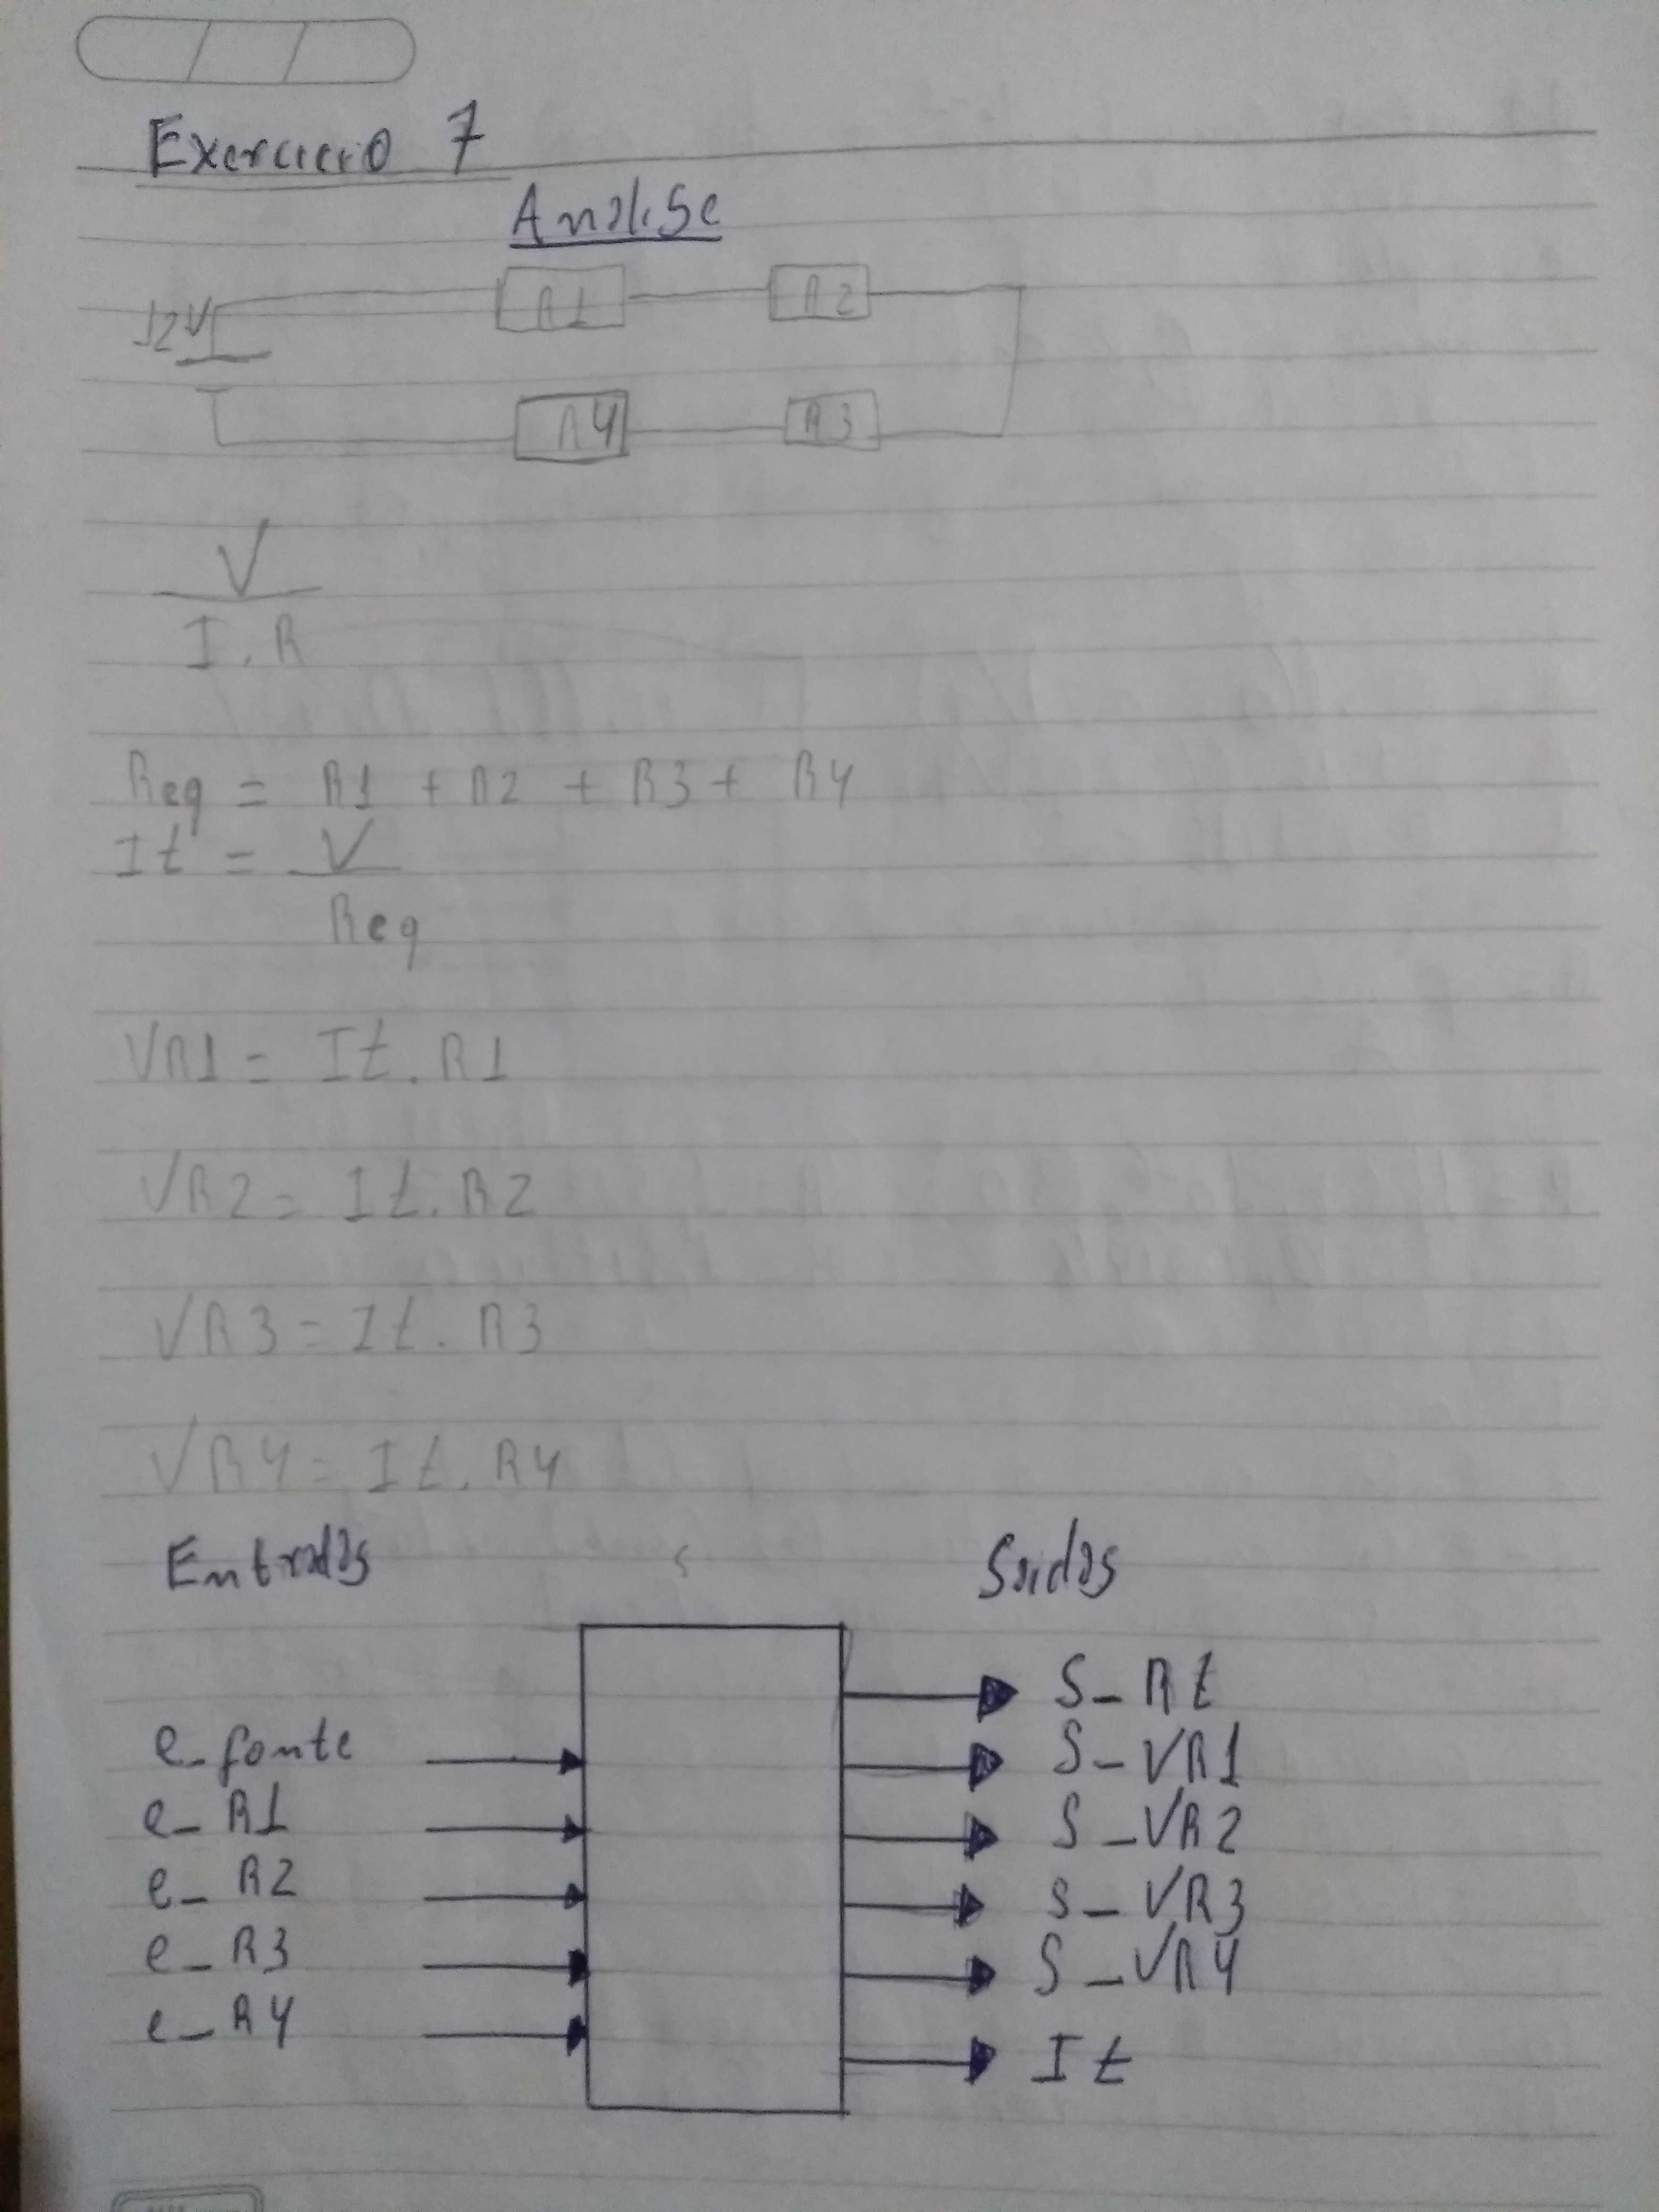 Exercicio 7
Analise
12V
R1
R2
R4
R3
V
I.R
Req = R1 + R2 + R3 + R4
It = V
Req
VR1 = It.R1
VR2 = It.R2
VR3 = It.R3
VR4 = It.R4
Entradas
Saidas
S_Rt
e_fonte
S_VR1
e_R1
S_VR2
e_R2
S_VR3
e_R3
S_VR4
e_R4
It